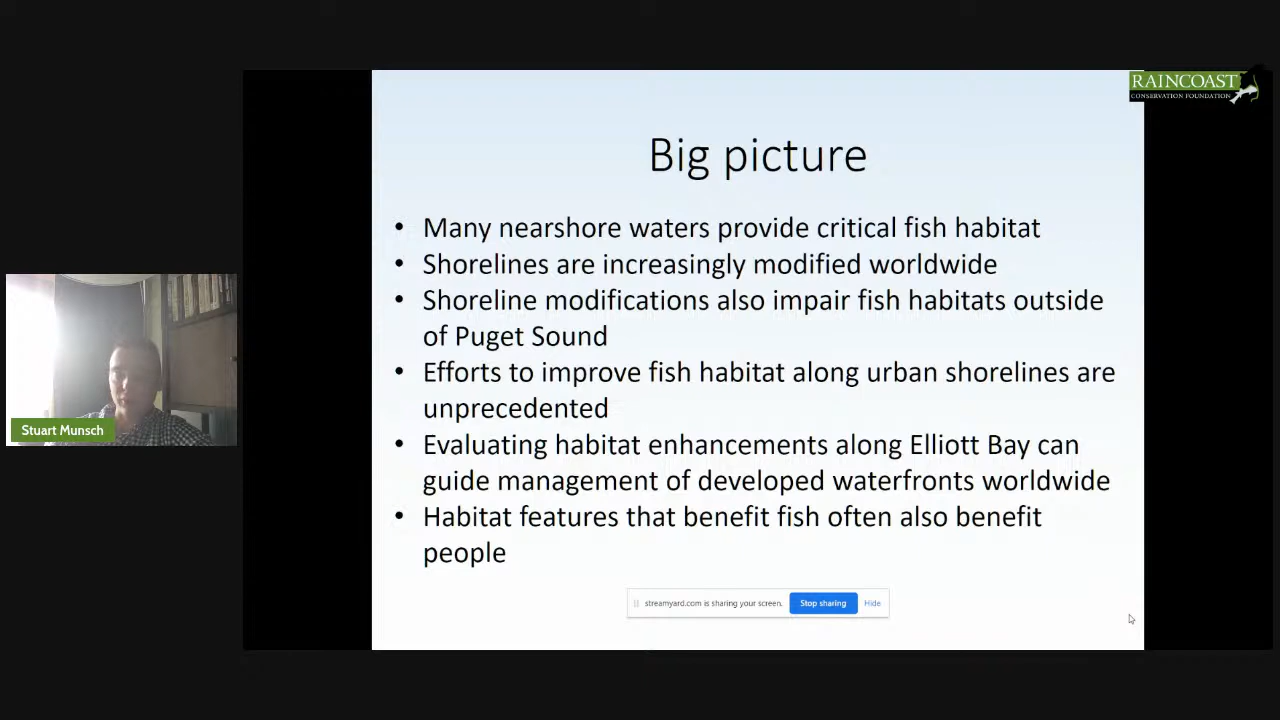 RAINCOAST
CONSERVATION FOUNDATION
Big picture
• Many nearshore waters provide critical fish habitat
• Shorelines are increasingly modified worldwide
• Shoreline modifications also impair fish habitats outside
of Puget Sound
• Efforts to improve fish habitat along urban shorelines are
unprecedented
• Evaluating habitat enhancements along Elliott Bay can
guide management of developed waterfronts worldwide
• Habitat features that benefit fish often also benefit
people
Stuart Munsch
streamyard.com is sharing your screen. Stop sharing Hide